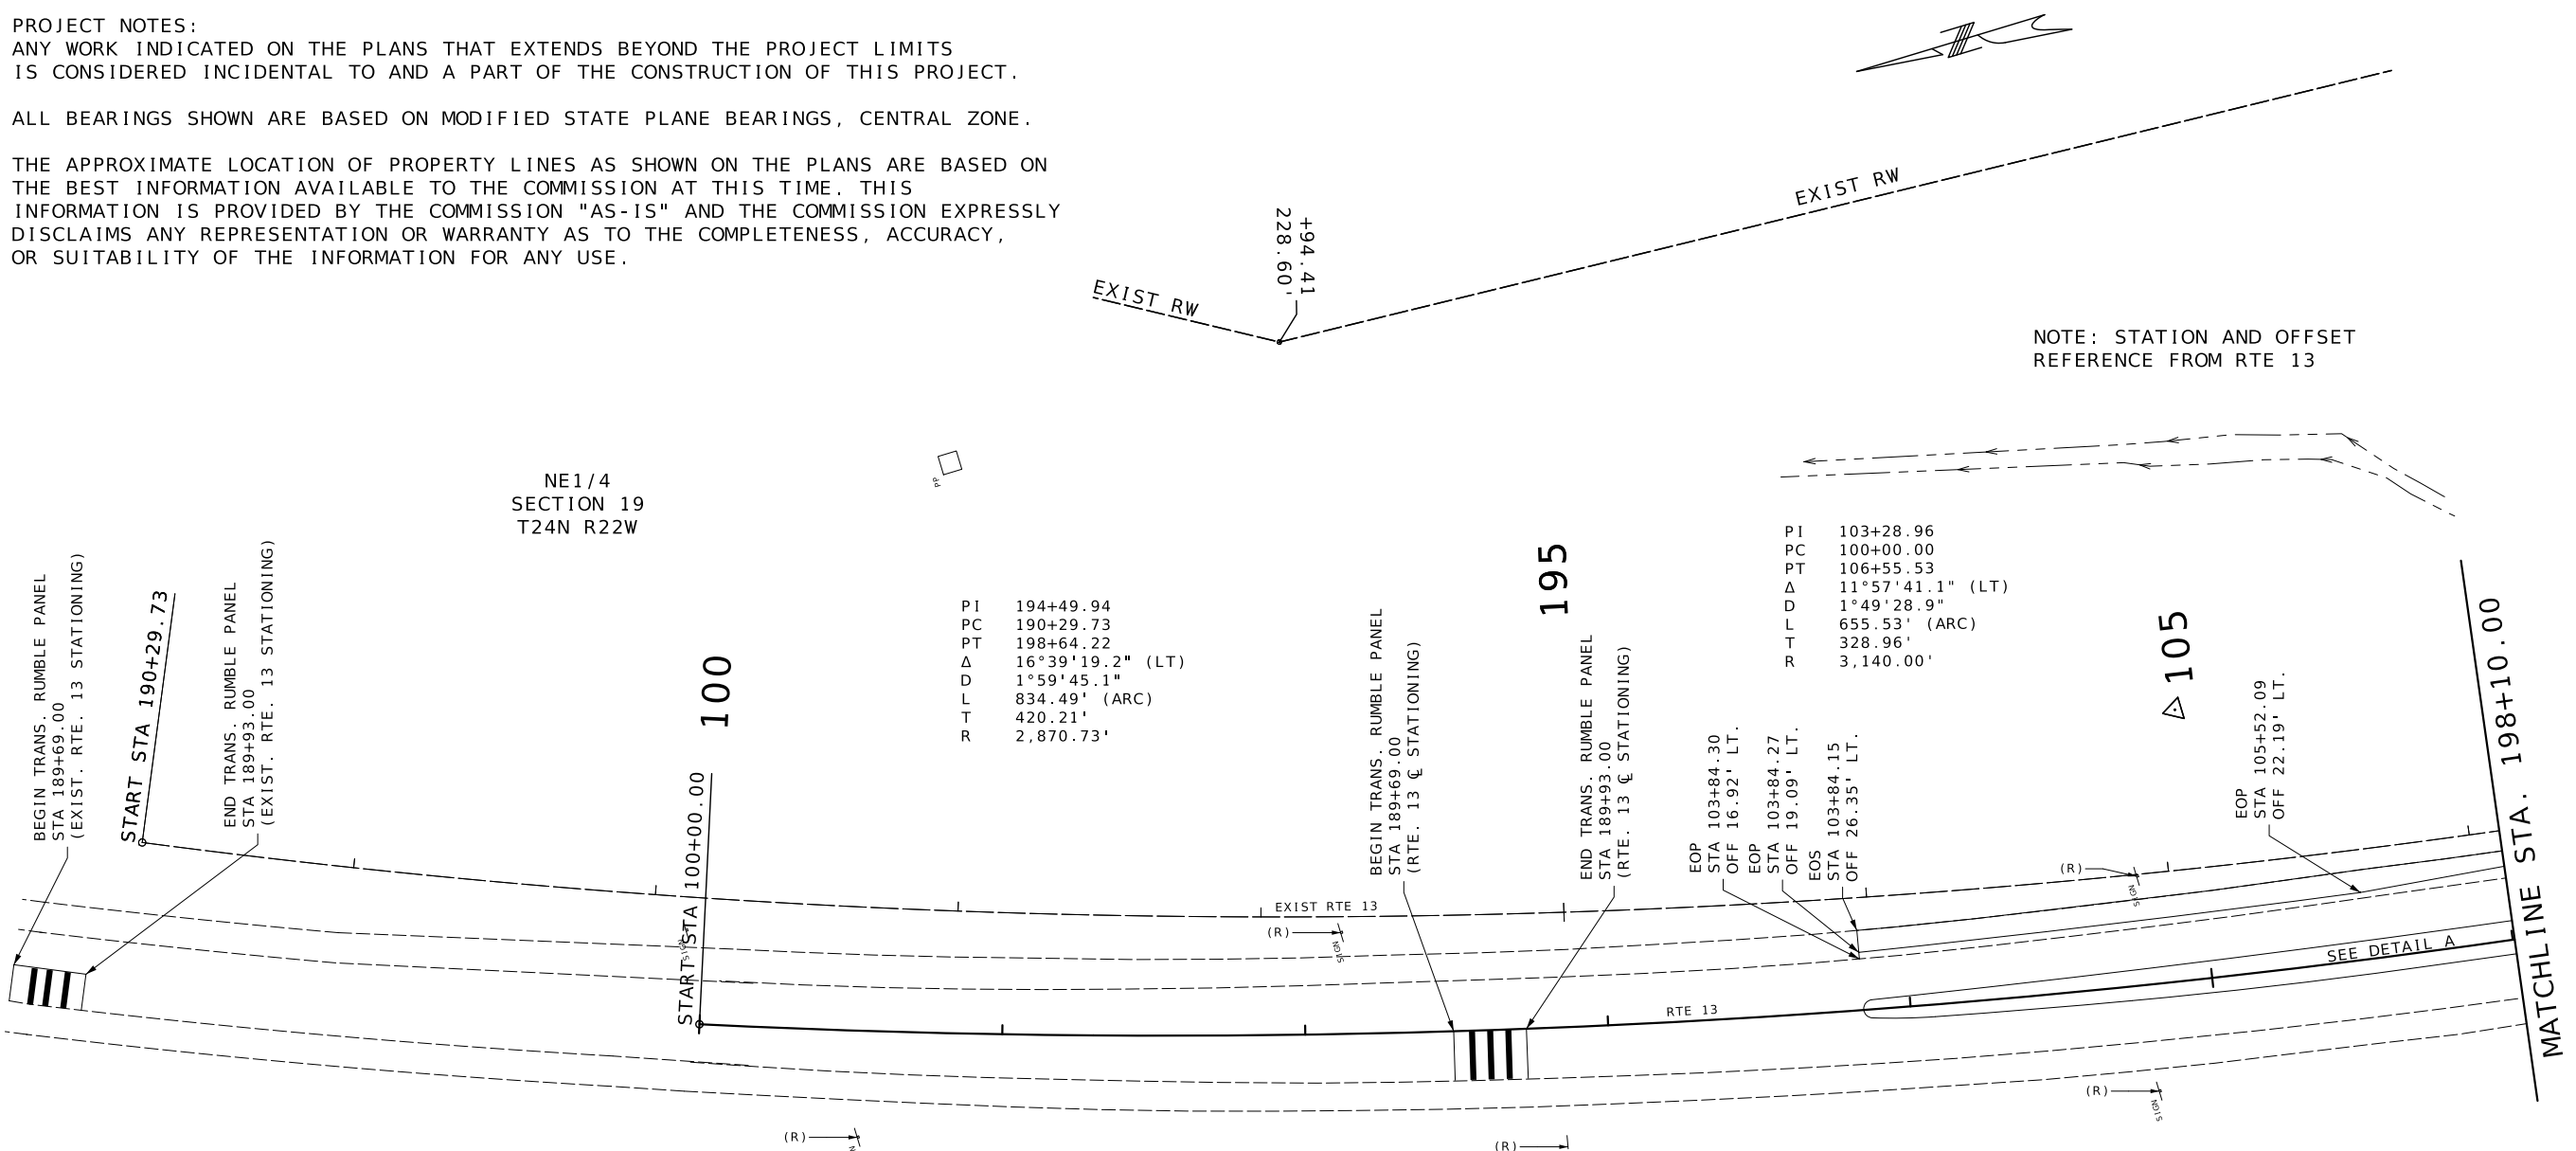 PROJECT NOTES:
ANY WORK INDICATED ON THE PLANS THAT EXTENDS BEYOND THE PROJECT LIMITS
IS CONSIDERED INCIDENTAL TO AND A PART OF THE CONSTRUCTION OF THIS PROJECT.
ALL BEARINGS SHOWN ARE BASED ON MODIFIED STATE PLANE BEARINGS, CENTRAL ZONE.
THE APPROXIMATE LOCATION OF PROPERTY LINES AS SHOWN ON THE PLANS ARE BASED ON
THE BEST INFORMATION AVAILABLE TO THE COMMISSION AT THIS TIME. THIS
INFORMATION IS PROVIDED BY THE COMMISSION "AS-IS" AND THE COMMISSION EXPRESSLY
DISCLAIMS ANY REPRESENTATION OR WARRANTY AS TO THE COMPLETENESS, ACCURACY,
OR SUITABILITY OF THE INFORMATION FOR ANY USE.
EXIST RW
+94.41
228.60'
EXIST RW
NOTE: STATION AND OFFSET
REFERENCE FROM RTE 13
NE1/4
SECTION 19
T24N R22W
PP
BEGIN TRANS. RUMBLE PANEL
STA 189+69.00
(EXIST. RTE. 13 STATIONING)
START STA 190+29.73
END TRANS. RUMBLE PANEL
STA 189+93.00
(EXIST. RTE. 13 STATIONING)
100
START STA 100+00.00
PI 194+49.94
PC 190+29.73
PT 198+64.22
Δ 16°39'19.2" (LT)
D 1°59'45.1"
L 834.49' (ARC)
T 420.21'
R 2,870.73'
BEGIN TRANS. RUMBLE PANEL
STA 189+69.00
(RTE. 13 ℄ STATIONING)
195
END TRANS. RUMBLE PANEL
STA 189+93.00
(RTE. 13 ℄ STATIONING)
PI 103+28.96
PC 100+00.00
PT 106+55.53
Δ 11°57'41.1" (LT)
D 1°49'28.9"
L 655.53' (ARC)
T 328.96'
R 3,140.00'
EOP
STA 103+84.30
OFF 16.92' LT.
EOP
STA 103+84.27
OFF 19.09' LT.
EOS
STA 103+84.15
OFF 26.35' LT.
105
EOP
STA 105+52.09
OFF 22.19' LT.
MATCHLINE STA. 198+10.00
EXIST RTE 13
(R)
SIGN
(R)
SIGN
SIGN
RTE 13
SEE DETAIL A
(R)
SIGN
(R)
(R)